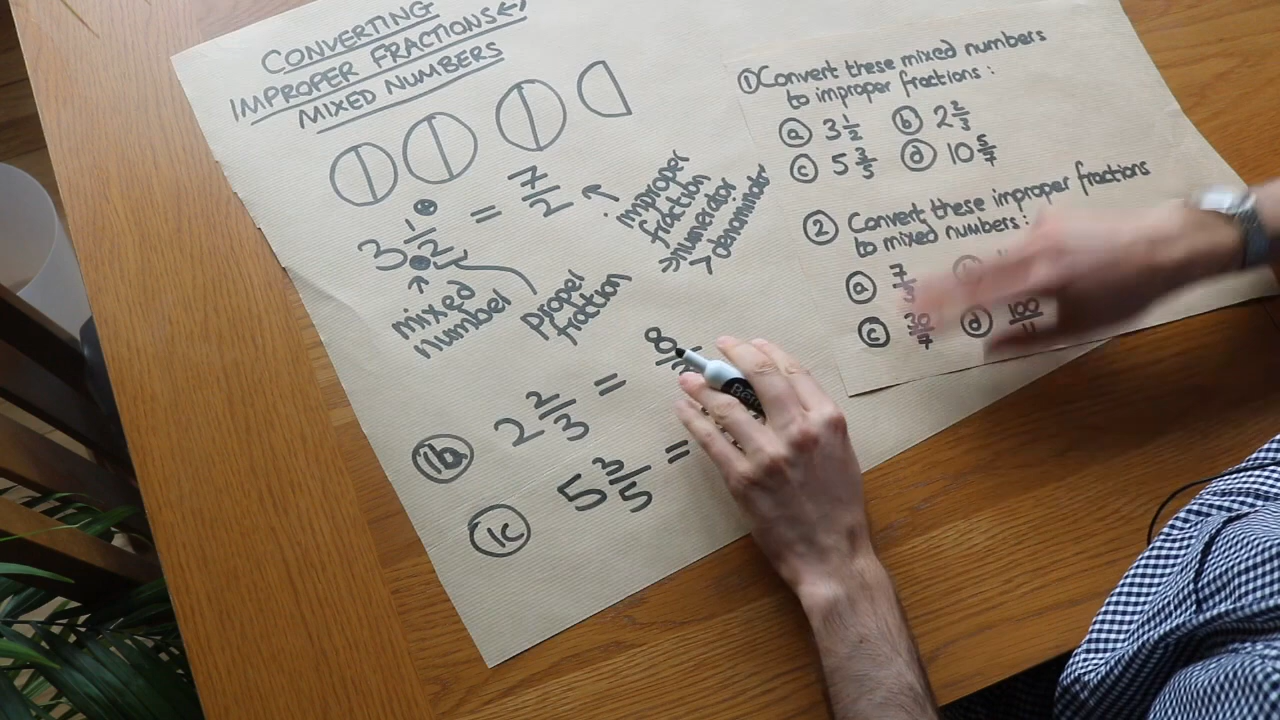 CONVERTING
IMPROPER FRACTIONS <->
MIXED NUMBERS
3 1/2 = 7/2
improper
fraction
> numerator
> denominator
mixed
number
proper
fraction
1b 2 2/3 = 8
1c 5 3/5 =
1 Convert these mixed numbers
to improper fractions:
a 3 1/2 b 2 2/3
c 5 3/5 d 10 5/7
2 Convert these improper fractions
to mixed numbers:
a 7/3
c 30/7 d 100/11